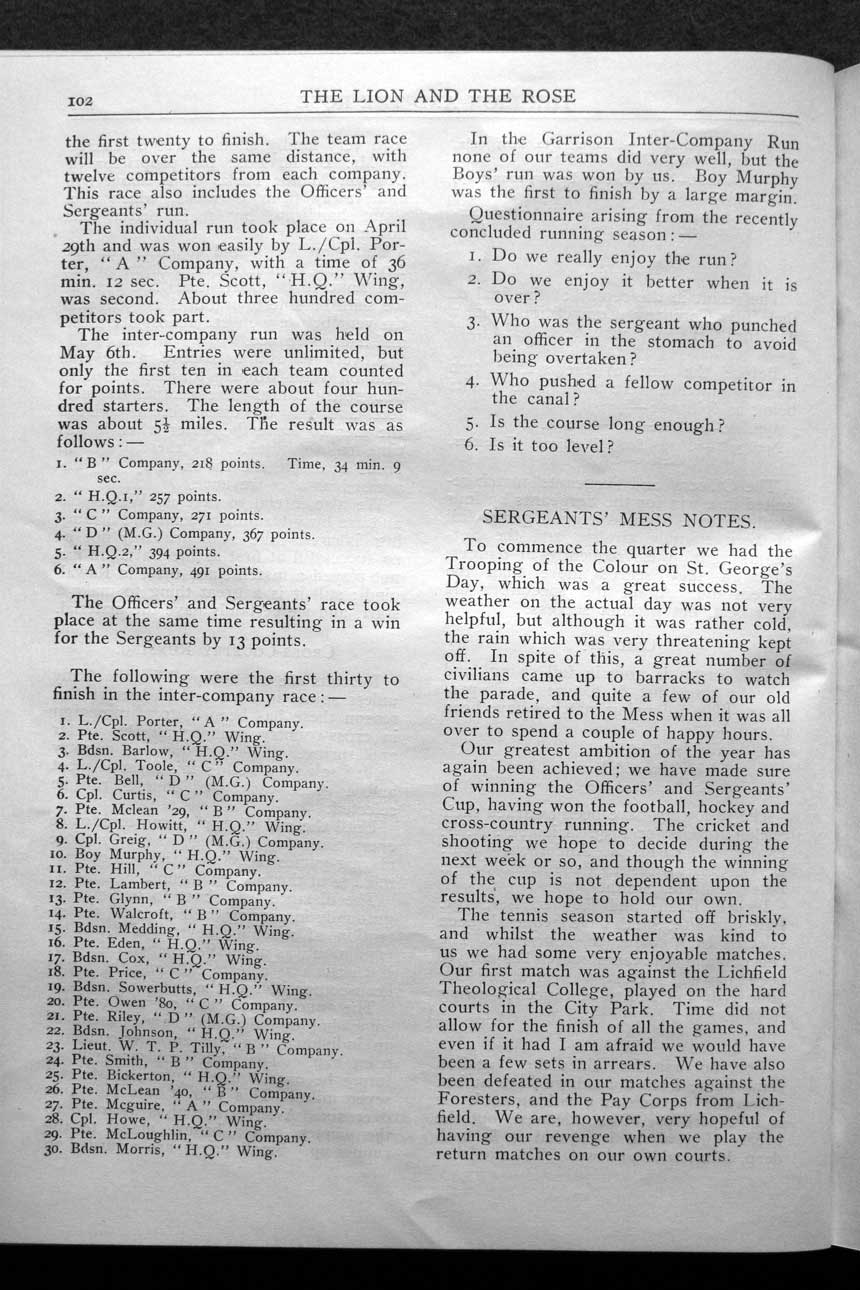 102
THE LION AND THE ROSE
the first twenty to finish. The team race
will be over the same distance, with
twelve competitors from each company.
This race also includes the Officers' and
Sergeants' run.
The individual run took place on April
29th and was won easily by L./Cpl. Por-
ter, "A" Company, with a time of 36
min. 12 sec. Pte. Scott, "H.Q." Wing,
was second. About three hundred com-
petitors took part.
The inter-company run was held on
May 6th. Entries were unlimited, but
only the first ten in each team counted
for points. There were about four hun-
dred starters. The length of the course
was about 5½ miles. The result was as
follows :—
1. "B" Company, 218 points. Time, 34 min. 9
sec.
2. "H.Q.1," 257 points.
3. "C" Company, 271 points.
4. "D" (M.G.) Company, 367 points.
5. "H.Q.2," 394 points.
6. "A" Company, 491 points.
The Officers' and Sergeants' race took
place at the same time resulting in a win
for the Sergeants by 13 points.
The following were the first thirty to
finish in the inter-company race :—
1. L./Cpl. Porter, "A" Company.
2. Pte. Scott, "H.Q." Wing.
3. Bdsn. Barlow, "H.Q." Wing.
4. L./Cpl. Toole, "C" Company.
5. Pte. Bell, "D" (M.G.) Company.
6. Cpl. Curtis, "C" Company.
7. Pte. Mclean '29, "B" Company.
8. L./Cpl. Howitt, "H.Q." Wing.
9. Cpl. Greig, "D" (M.G.) Company.
10. Boy Murphy, "H.Q." Wing.
11. Pte. Hill, "C" Company.
12. Pte. Lambert, "B" Company.
13. Pte. Glynn, "B" Company.
14. Pte. Walcroft, "B" Company.
15. Bdsn. Medding, "H.Q." Wing.
16. Pte. Eden, "H.Q." Wing.
17. Bdsn. Cox, "H.Q." Wing.
18. Pte. Price, "C" Company.
19. Bdsn. Sowerbutts, "H.Q." Wing.
20. Pte. Owen '80, "C" Company.
21. Pte. Riley, "D" (M.G.) Company.
22. Bdsn. Johnson, "H.Q." Wing.
23. Lieut. W. T. P. Tilly, "B" Company.
24. Pte. Smith, "B" Company.
25. Pte. Bickerton, "H.Q." Wing.
26. Pte. McLean '40, "B" Company.
27. Pte. Mcguire, "A" Company.
28. Cpl. Howe, "H.Q." Wing.
29. Pte. McLoughlin, "C" Company.
30. Bdsn. Morris, "H.Q." Wing.
In the Garrison Inter-Company Run
none of our teams did very well, but the
Boys' run was won by us. Boy Murphy
was the first to finish by a large margin.
Questionnaire arising from the recently
concluded running season :—
1. Do we really enjoy the run?
2. Do we enjoy it better when it is
over?
3. Who was the sergeant who punched
an officer in the stomach to avoid
being overtaken?
4. Who pushed a fellow competitor in
the canal?
5. Is the course long enough?
6. Is it too level?
SERGEANTS' MESS NOTES.
To commence the quarter we had the
Trooping of the Colour on St. George's
Day, which was a great success. The
weather on the actual day was not very
helpful, but although it was rather cold,
the rain which was very threatening kept
off. In spite of this, a great number of
civilians came up to barracks to watch
the parade, and quite a few of our old
friends retired to the Mess when it was all
over to spend a couple of happy hours.
Our greatest ambition of the year has
again been achieved; we have made sure
of winning the Officers' and Sergeants'
Cup, having won the football, hockey and
cross-country running. The cricket and
shooting we hope to decide during the
next week or so, and though the winning
of the cup is not dependent upon the
results, we hope to hold our own.
The tennis season started off briskly,
and whilst the weather was kind to
us we had some very enjoyable matches.
Our first match was against the Lichfield
Theological College, played on the hard
courts in the City Park. Time did not
allow for the finish of all the games, and
even if it had I am afraid we would have
been a few sets in arrears. We have also
been defeated in our matches against the
Foresters, and the Pay Corps from Lich-
field. We are, however, very hopeful of
having our revenge when we play the
return matches on our own courts.